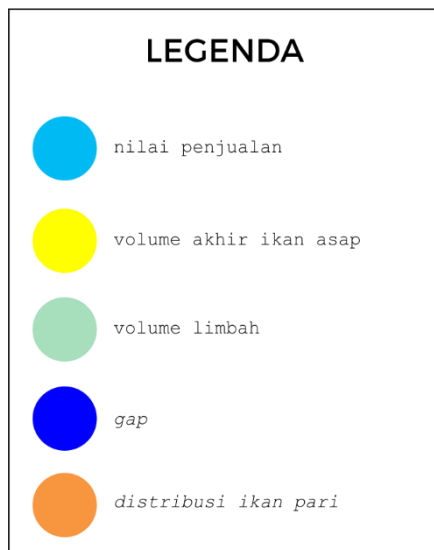 LEGENDA
nilai penjualan
volume akhir ikan asap
volume limbah
gap
distribusi ikan pari